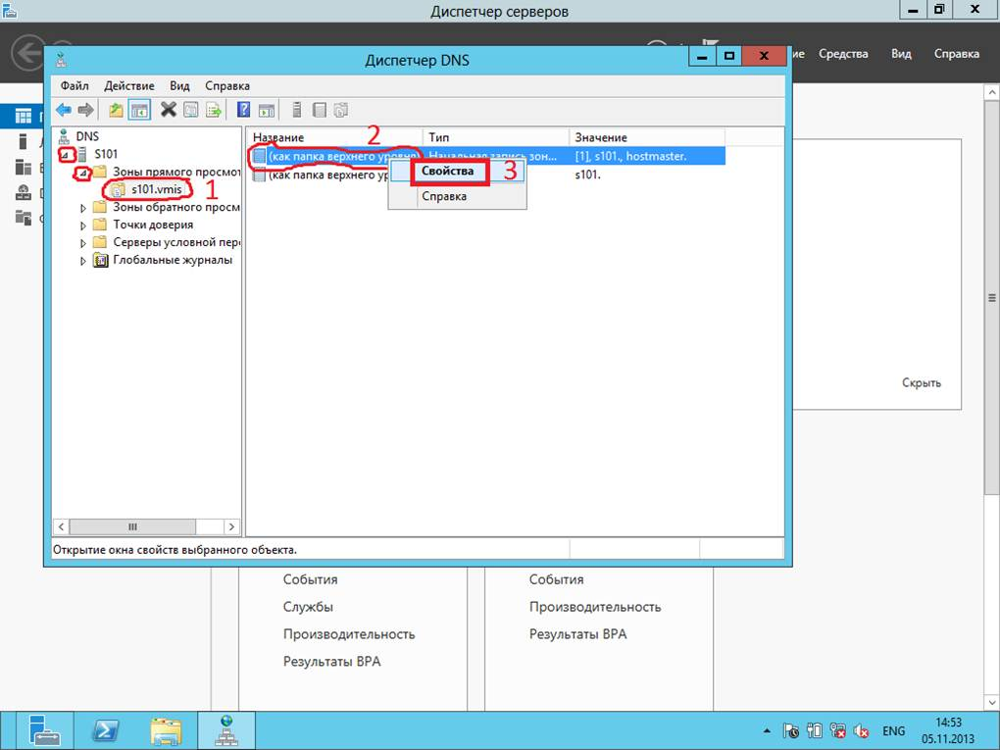 Диспетчер серверов
Средства Вид Справка
Диспетчер DNS
Файл Действие Вид Справка
DNS
S101
Зоны прямого просмот
s101.vmis 1
Зоны обратного просм
Точки доверия
Серверы условной пер
Глобальные журналы
Название Тип Значение
2
(как папка верхнего уровня) Начальная запись зон... [1], s101., hostmaster.
(как папка верхнего ур s101.
Свойства 3
Справка
Скрыть
Открытие окна свойств выбранного объекта.
События
Службы
Производительность
Результаты BPA
События
Производительность
Результаты BPA
ENG
14:53
05.11.2013